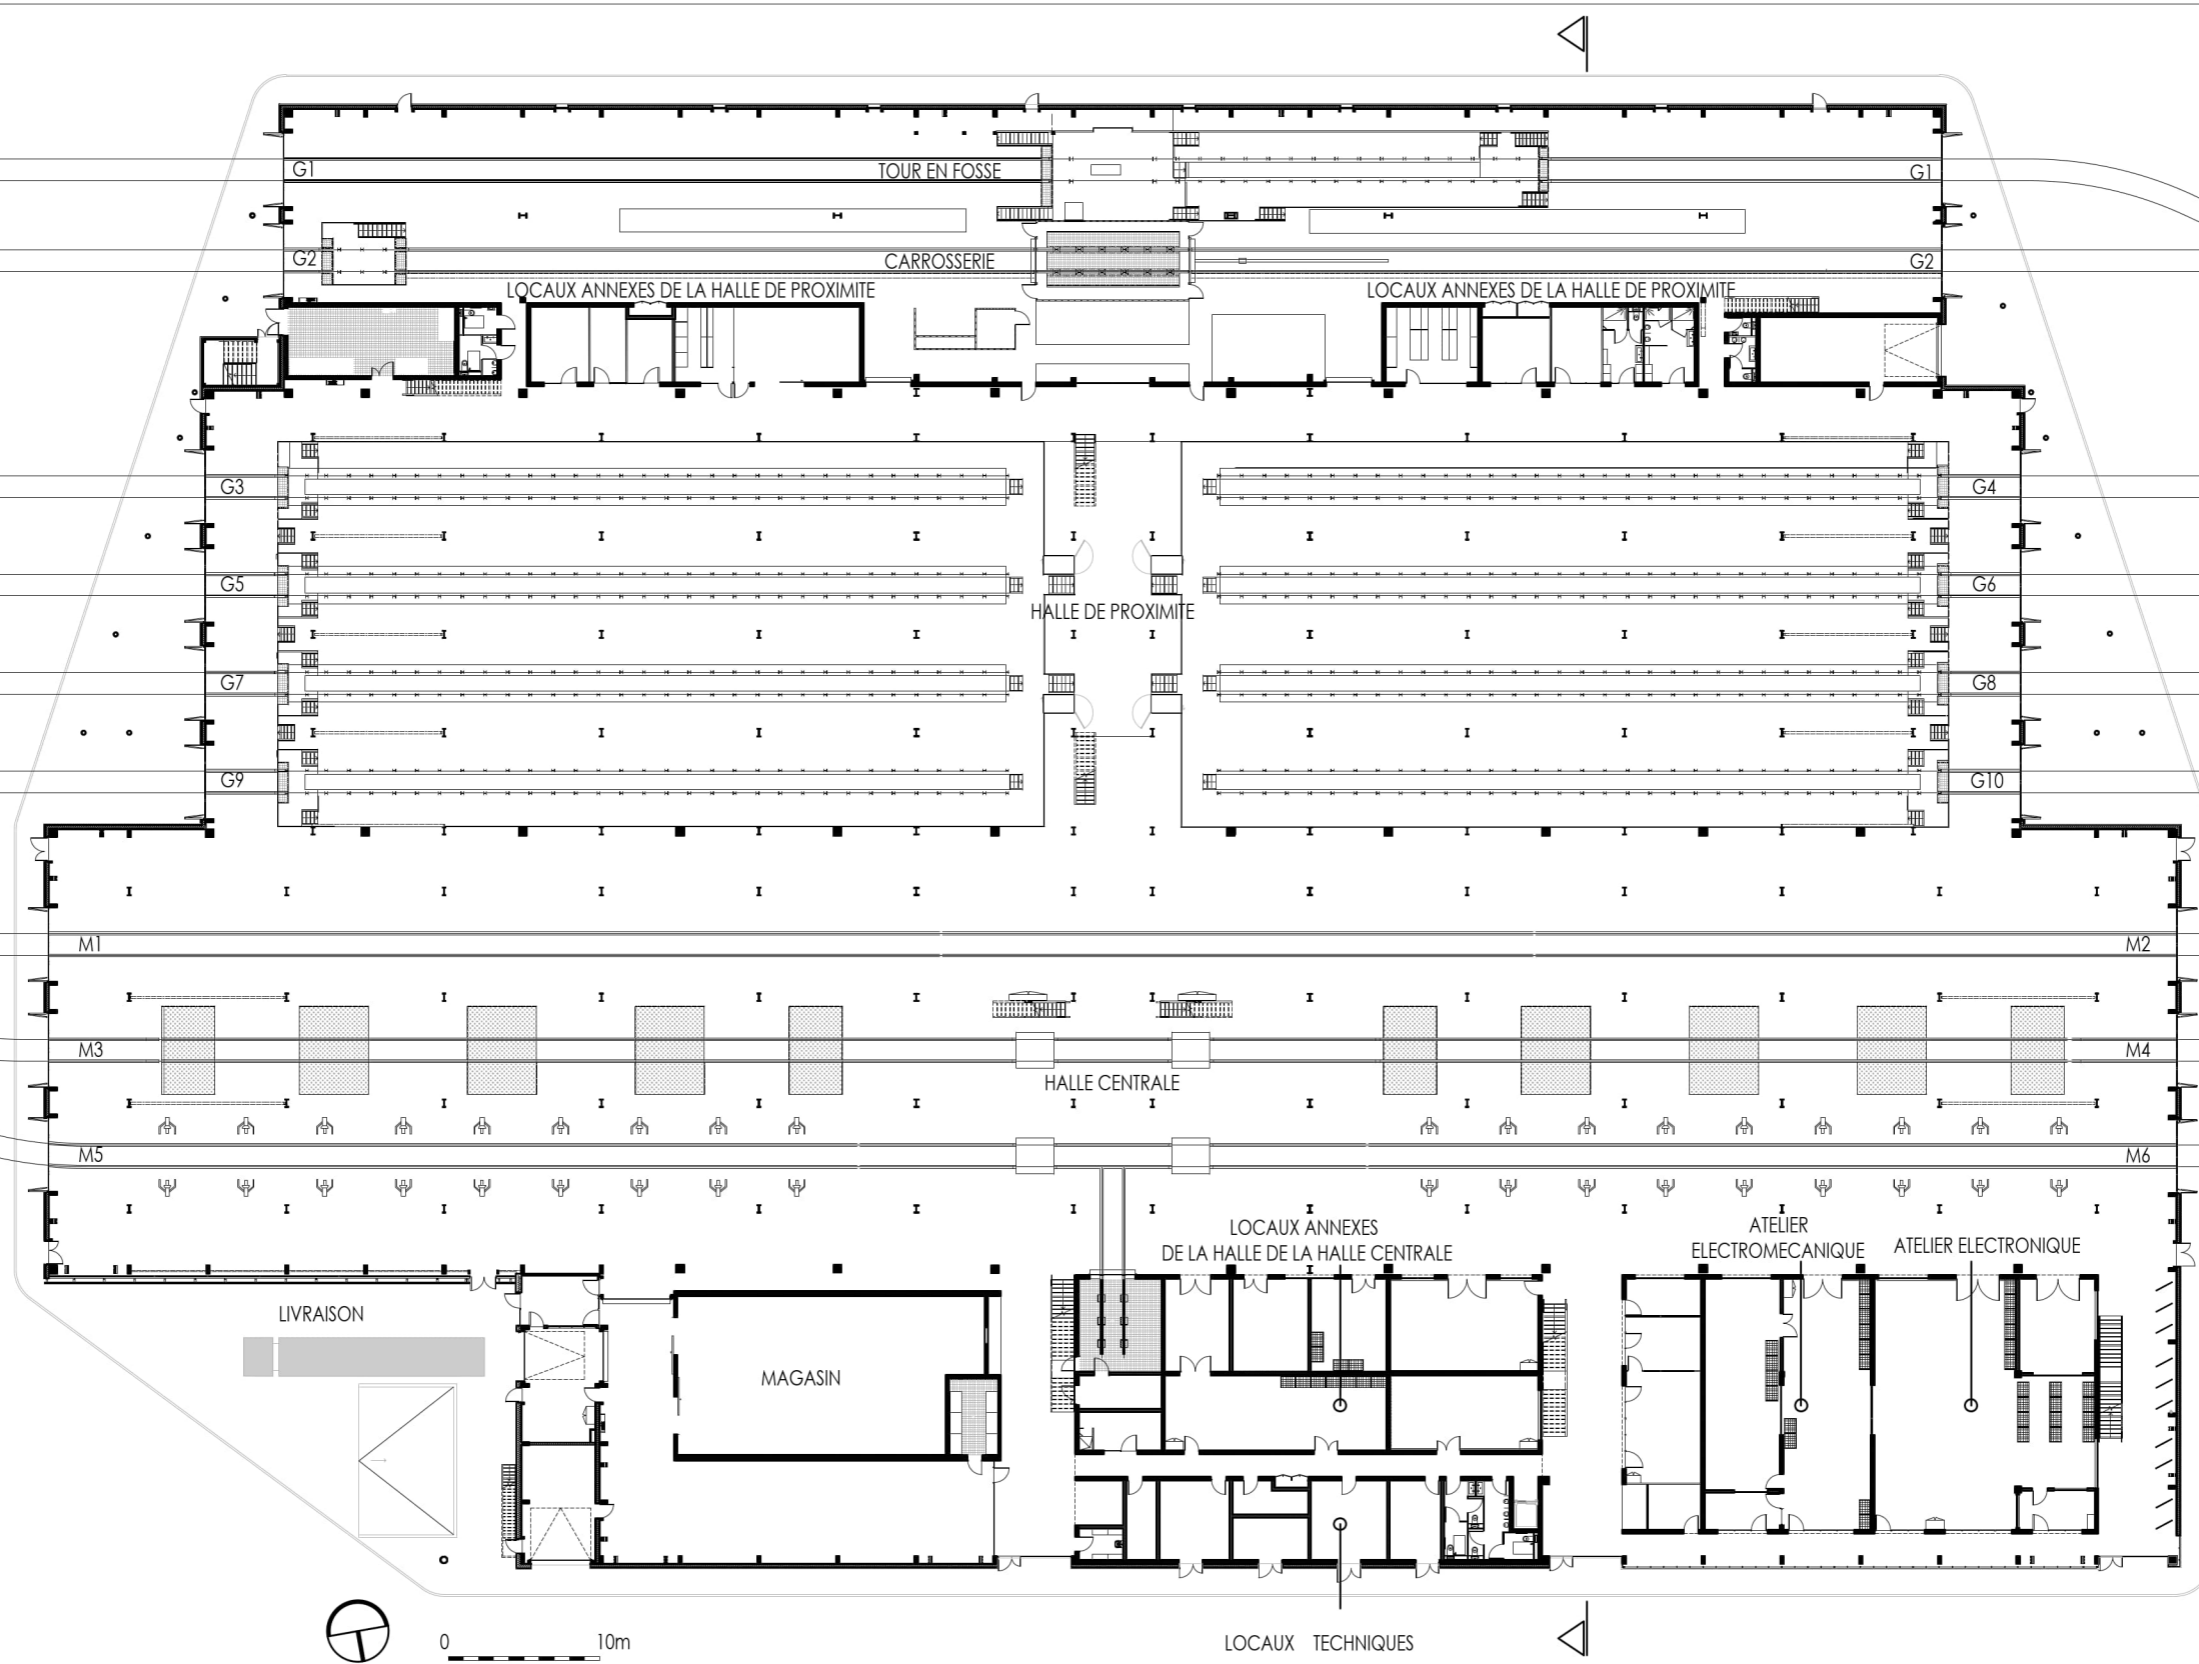 G1
TOUR EN FOSSE
G1
G2
CARROSSERIE
G2
LOCAUX ANNEXES DE LA HALLE DE PROXIMITE
LOCAUX ANNEXES DE LA HALLE DE PROXIMITE
G3
G4
G5
G6
HALLE DE PROXIMITE
G7
G8
G9
G10
M1
M2
M3
M4
HALLE CENTRALE
M5
M6
LOCAUX ANNEXES
DE LA HALLE DE LA HALLE CENTRALE
ATELIER
ELECTROMECANIQUE
ATELIER ELECTRONIQUE
LIVRAISON
MAGASIN
0
10m
LOCAUX TECHNIQUES